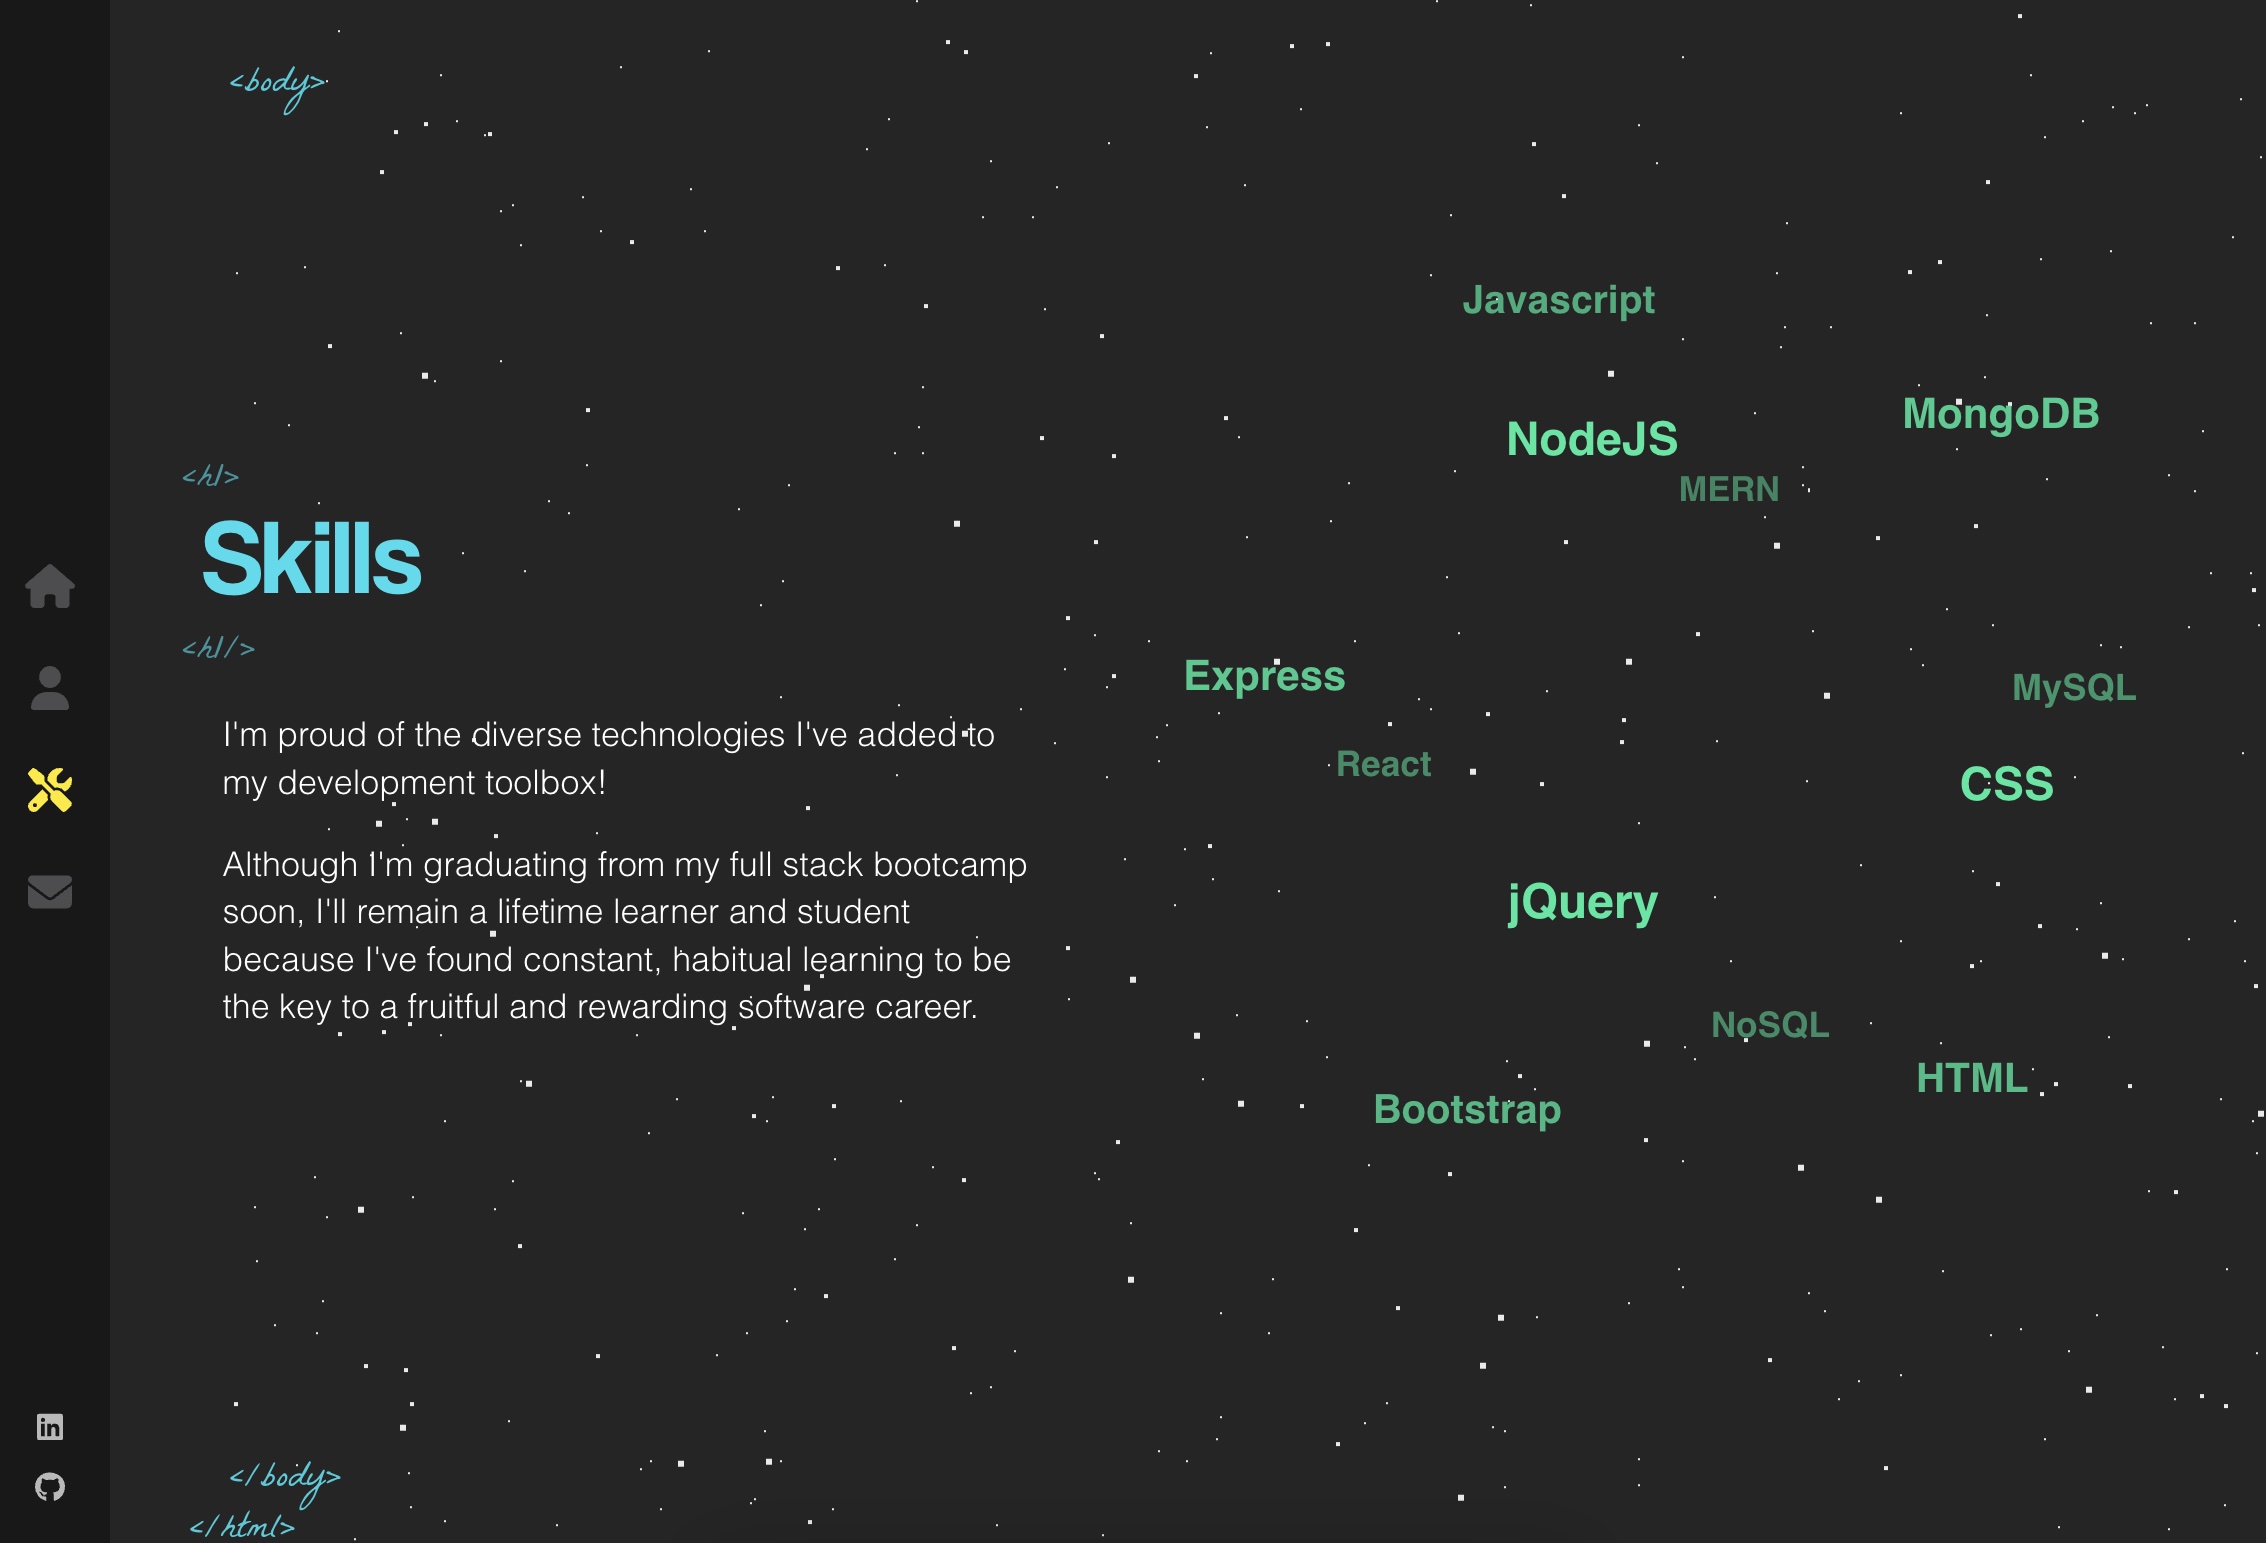 <body>
<h1>
Skills
<h1/>
I'm proud of the diverse technologies I've added to
my development toolbox!
Although I'm graduating from my full stack bootcamp
soon, I'll remain a lifetime learner and student
because I've found constant, habitual learning to be
the key to a fruitful and rewarding software career.
Javascript
MongoDB
NodeJS
MERN
Express
MySQL
React
CSS
jQuery
NoSQL
HTML
Bootstrap
in
</body>
</html>